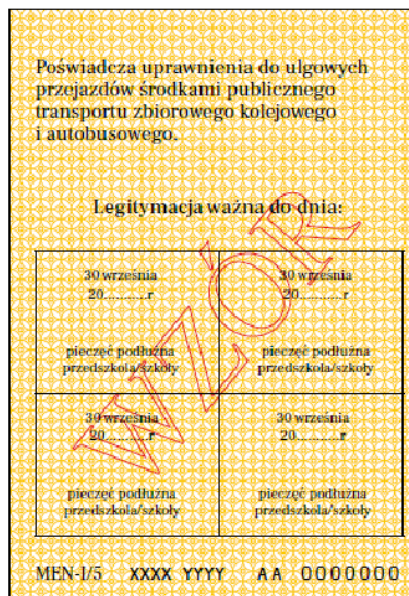 Poświadcza uprawnienia do ulgowych
przejazdów środkami publicznego
transportu zbiorowego kolejowego
i autobusowego.
Legitymacja ważna do dnia:
30 września
20...........r
pieczęć podłużna
przedszkola/szkoły
30 września
20...........r
pieczęć podłużna
przedszkola/szkoły
30 września
20...........r
pieczęć podłużna
przedszkola/szkoły
30 września
20...........r
pieczęć podłużna
przedszkola/szkoły
WZÓR
MEN-I/5 XXXX YYYY AA 0000000